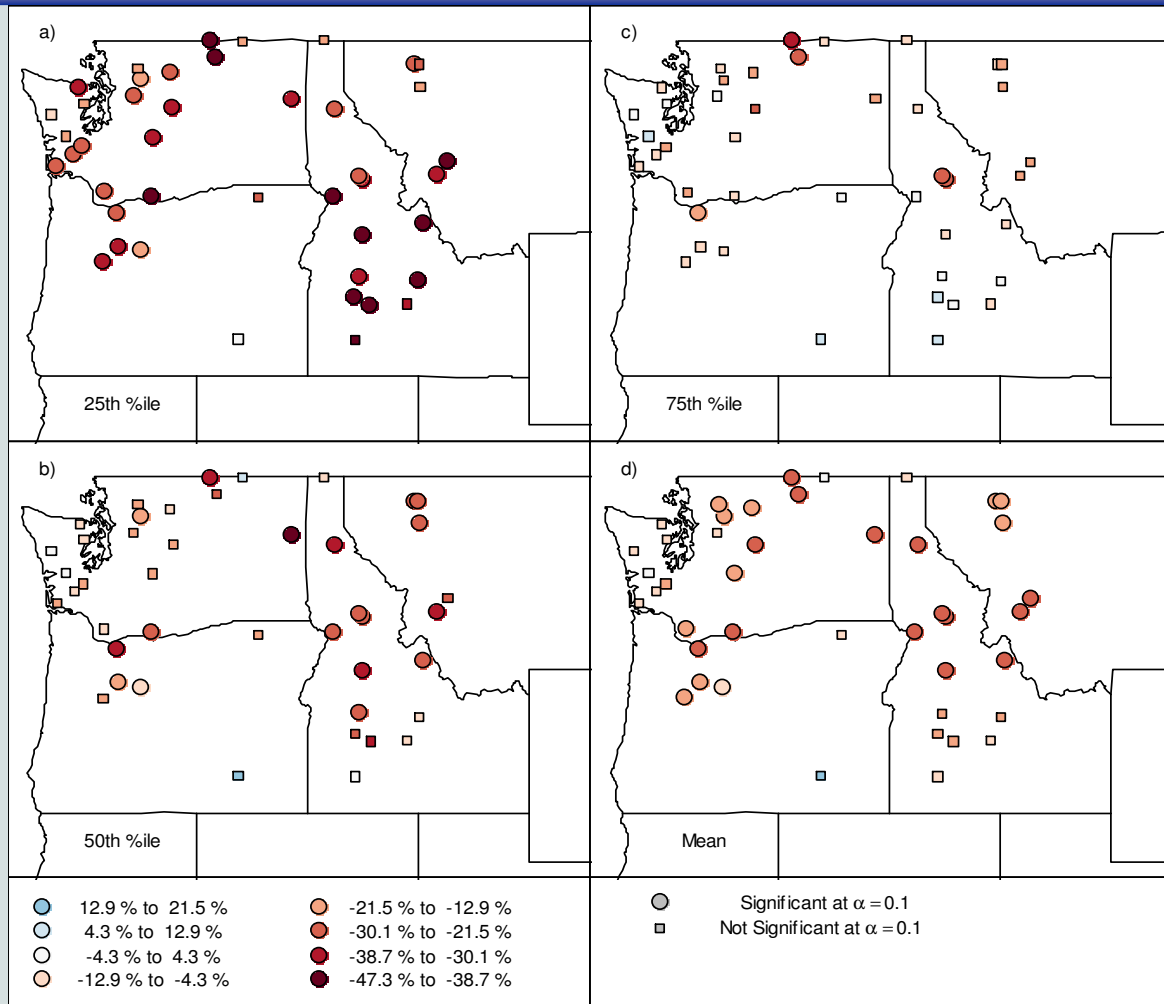 a)
c)
25th %ile
75th %ile
b)
d)
50th %ile
Mean
12.9 % to 21.5 %
4.3 % to 12.9 %
-4.3 % to 4.3 %
-12.9 % to -4.3 %
-21.5 % to -12.9 %
-30.1 % to -21.5 %
-38.7 % to -30.1 %
-47.3 % to -38.7 %
Significant at α = 0.1
Not Significant at α = 0.1